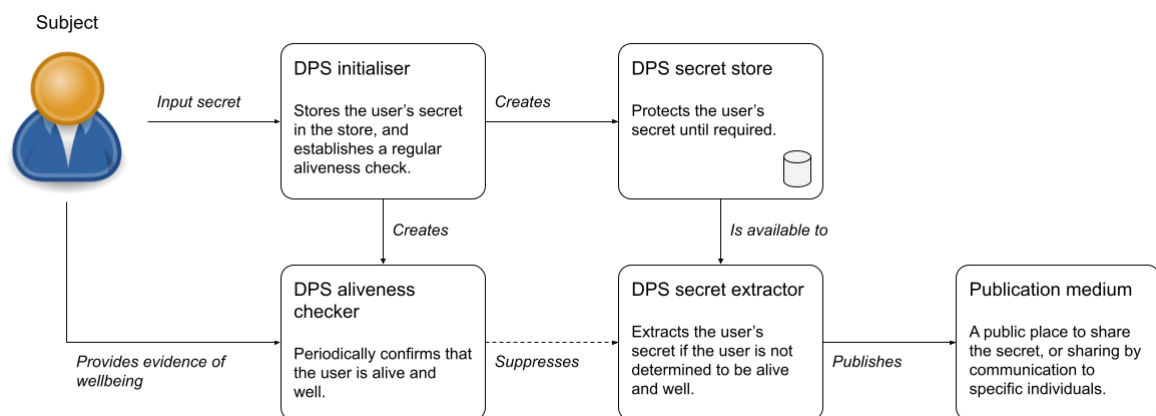 Subject
DPS initialiser
Stores the user's secret
in the store, and
establishes a regular
aliveness check.
DPS secret store
Protects the user's
secret until required.
Input secret
Creates
Creates
Is available to
DPS aliveness
checker
Periodically confirms that
the user is alive and
well.
DPS secret extractor
Extracts the user's
secret if the user is not
determined to be alive
and well.
Publication medium
A public place to share
the secret, or sharing by
communication to
specific individuals.
Provides evidence of
wellbeing
Suppresses
Publishes